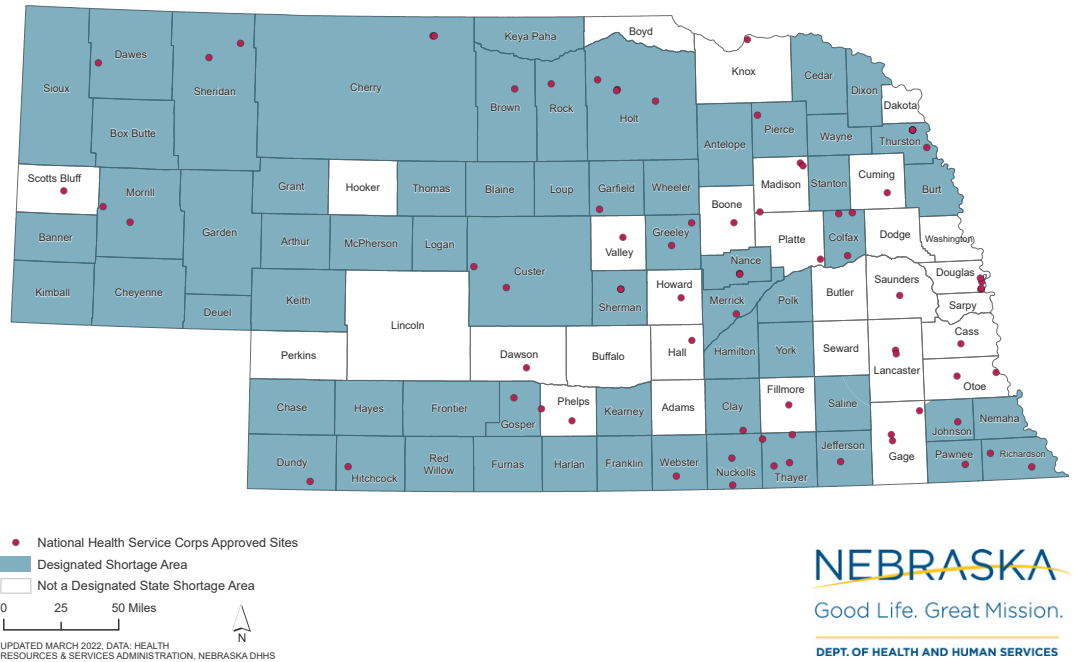 Keya Paha
Boyd
Dawes
Sioux
Sheridan
Cherry
Knox
Cedar
Dixon
Dakota
Brown
Rock
Holt
Box Butte
Antelope
Pierce
Wayne
Thurston
Scotts Bluff
Morrill
Grant
Hooker
Thomas
Blaine
Loup
Garfield
Wheeler
Madison
Stanton
Cuming
Burt
Boone
Banner
Garden
Arthur
McPherson
Logan
Custer
Valley
Greeley
Platte
Colfax
Dodge
Washington
Nance
Kimball
Cheyenne
Deuel
Keith
Sherman
Howard
Merrick
Polk
Butler
Saunders
Douglas
Sarpy
Lincoln
Perkins
Dawson
Buffalo
Hall
Hamilton
York
Seward
Lancaster
Cass
Otoe
Chase
Hayes
Frontier
Gosper
Phelps
Kearney
Adams
Clay
Fillmore
Saline
Johnson
Nemaha
Dundy
Hitchcock
Red
Willow
Furnas
Harlan
Franklin
Webster
Nuckolls
Thayer
Jefferson
Gage
Pawnee
Richardson
National Health Service Corps Approved Sites
Designated Shortage Area
Not a Designated State Shortage Area
0 25 50 Miles
N
UPDATED MARCH 2022, DATA: HEALTH
RESOURCES & SERVICES ADMINISTRATION, NEBRASKA DHHS
NEBRASKA
Good Life. Great Mission.
DEPT. OF HEALTH AND HUMAN SERVICES